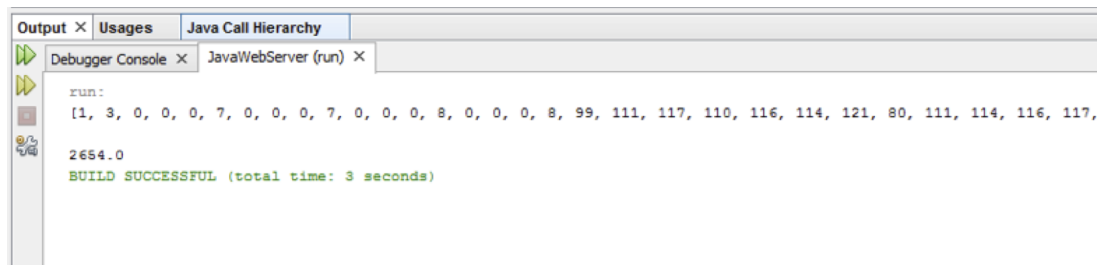 Output × Usages Java Call Hierarchy
Debugger Console × JavaWebServer (run) ×
run:
[1, 3, 0, 0, 0, 7, 0, 0, 0, 7, 0, 0, 0, 8, 0, 0, 0, 8, 99, 111, 117, 110, 116, 114, 121, 80, 111, 114, 116, 117,
2654.0
BUILD SUCCESSFUL (total time: 3 seconds)